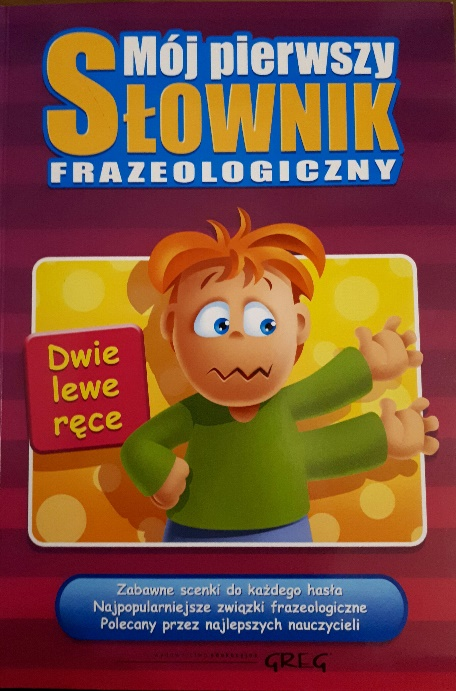 Mój pierwszy
SŁOWNIK
FRAZEOLOGICZNY
Dwie
lewe
ręce
Zabawne scenki do każdego hasła
Najpopularniejsze związki frazeologiczne
Polecany przez najlepszych nauczycieli
GREG